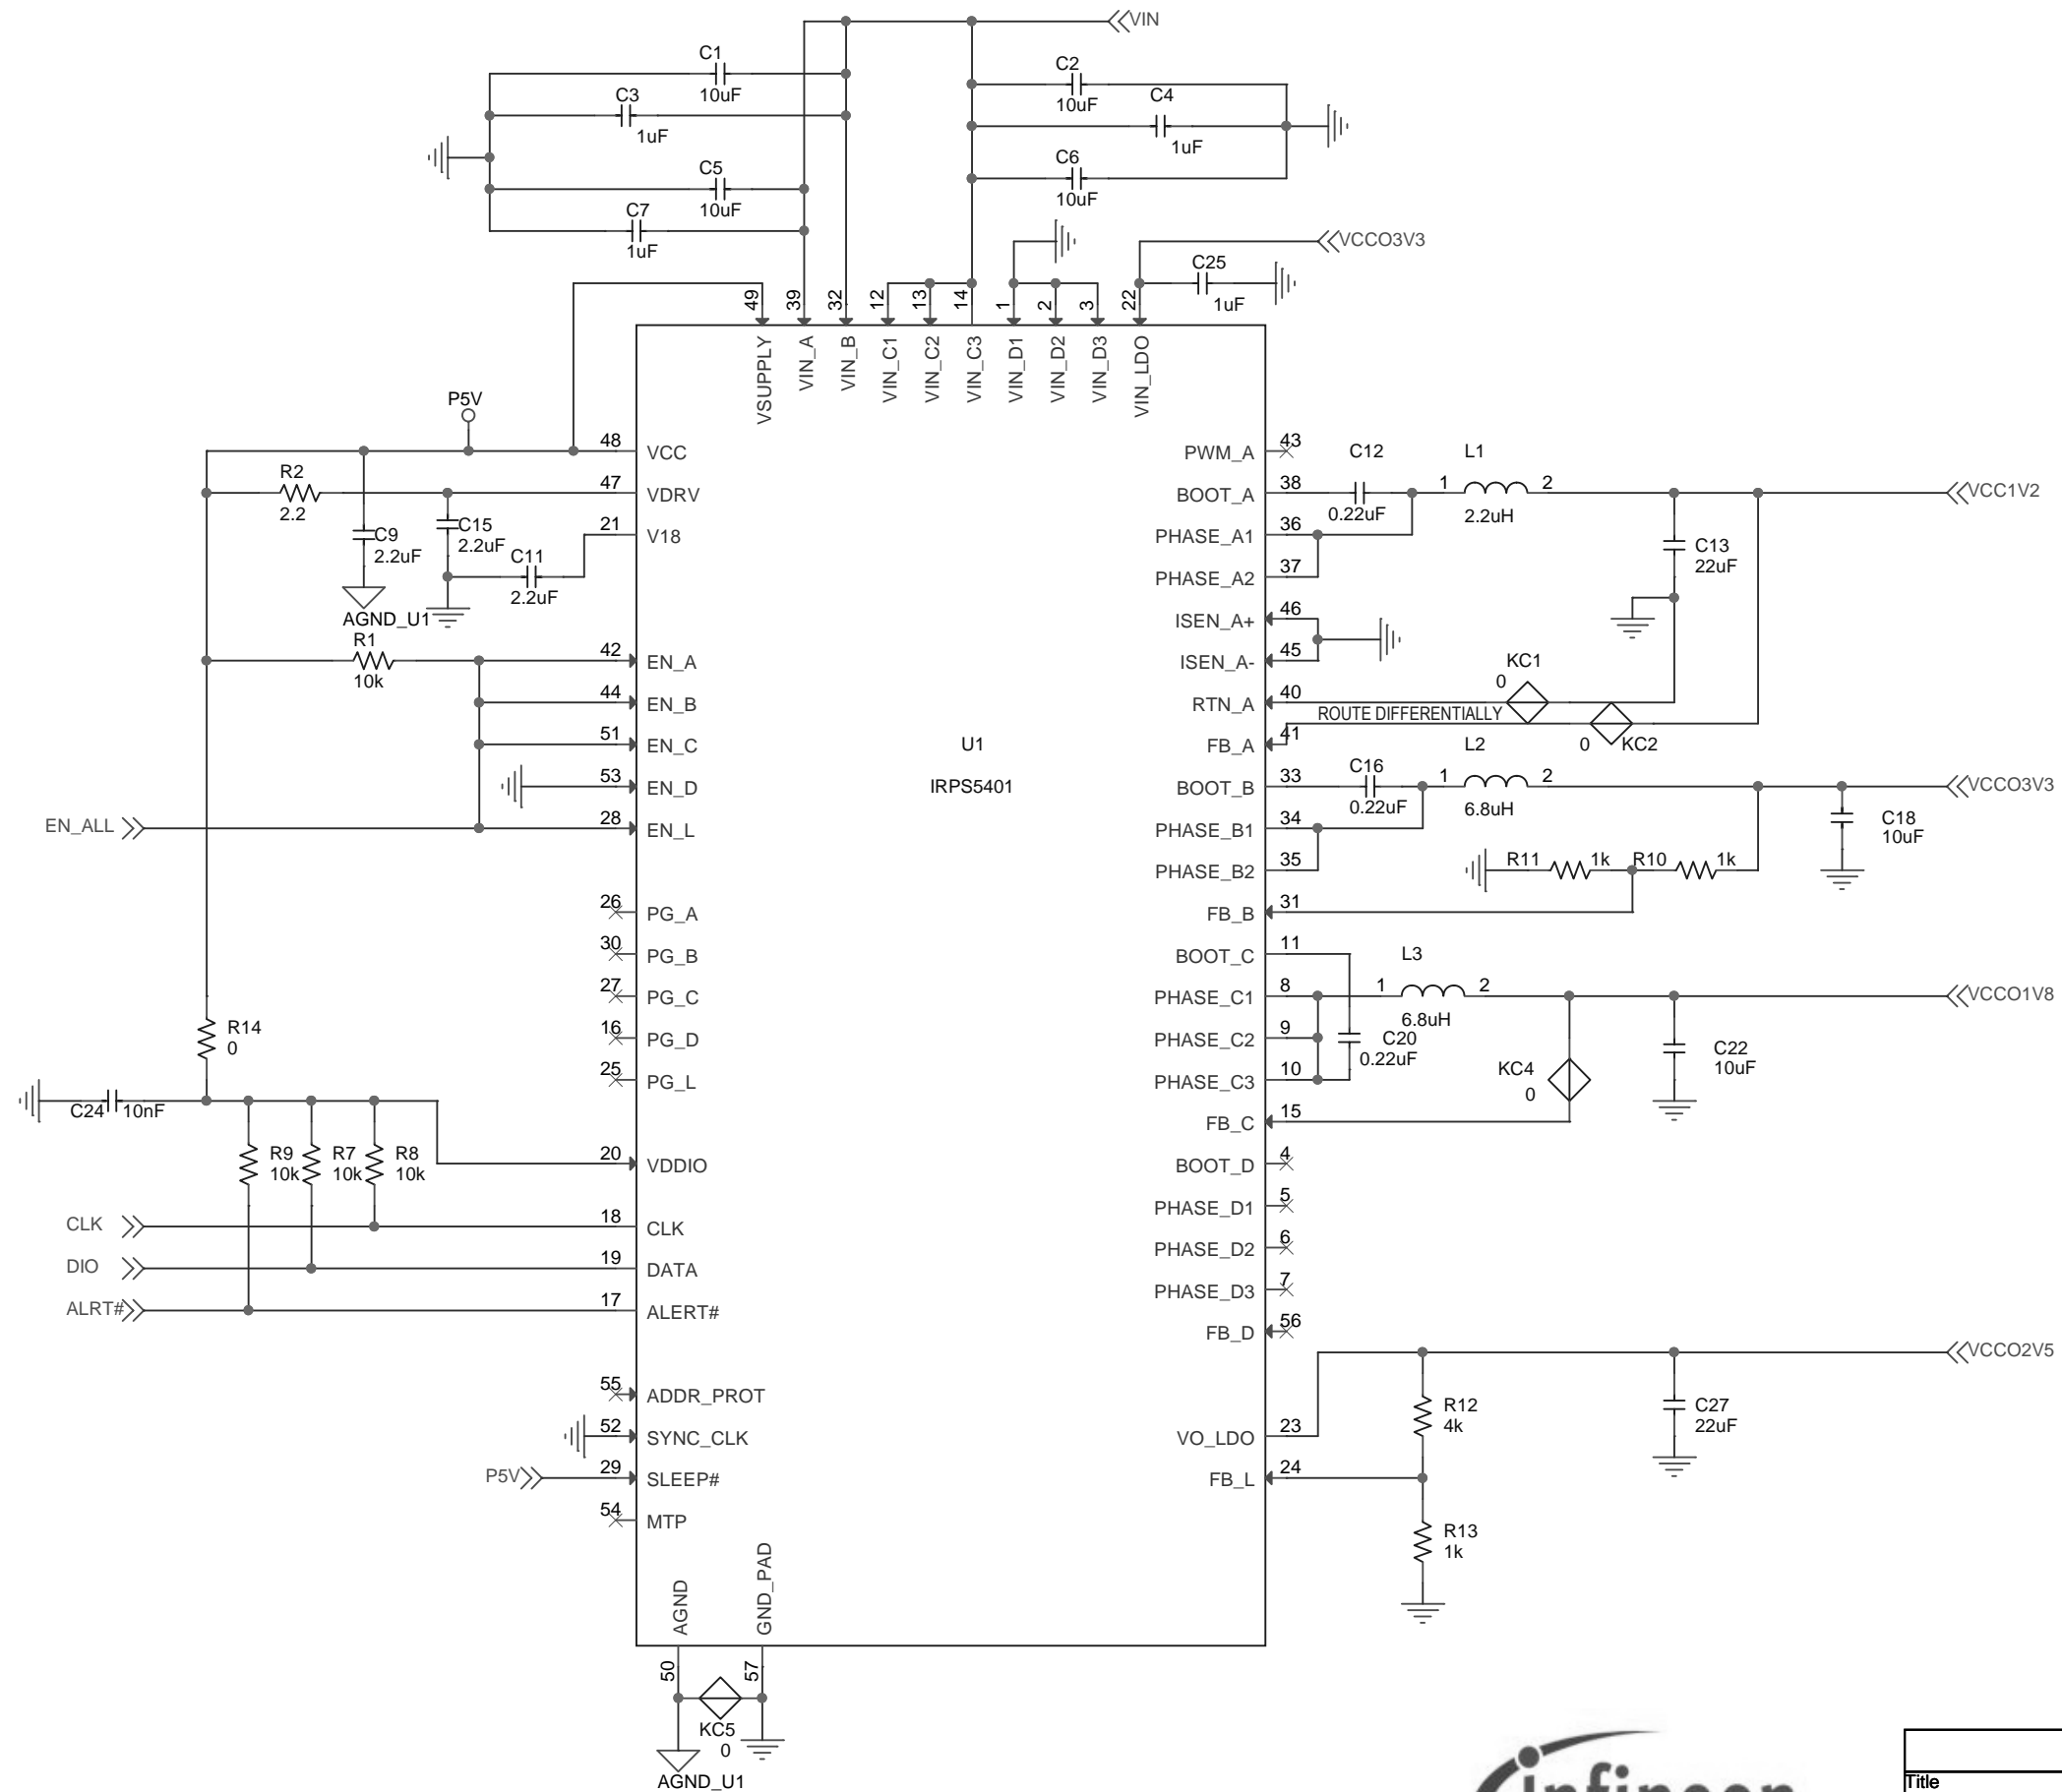 VIN
C1
10uF
C3
1uF
C5
10uF
C7
1uF
C2
10uF
C4
1uF
C6
10uF
VCCO3V3
C25
1uF
49
39
32
12
13
14
1
2
3
22
VSUPPLY
VIN_A
VIN_B
VIN_C1
VIN_C2
VIN_C3
VIN_D1
VIN_D2
VIN_D3
VIN_LDO
P5V
48 VCC
R2
2.2
47 VDRV
C9
2.2uF
C15
2.2uF
21 V18
C11
2.2uF
AGND_U1
R1
10k
42 EN_A
44 EN_B
51 EN_C
53 EN_D
EN_ALL
28 EN_L
26 PG_A
30 PG_B
27 PG_C
16 PG_D
25 PG_L
R14
0
C24 10nF
R9
10k
R7
10k
R8
10k
20 VDDIO
CLK
18 CLK
DIO
19 DATA
ALRT#
17 ALERT#
55 ADDR_PROT
52 SYNC_CLK
P5V
29 SLEEP#
54 MTP
U1
IRPS5401
PWM_A 43
BOOT_A 38
C12
0.22uF
L1
1 2
2.2uH
VCC1V2
PHASE_A1 36
PHASE_A2 37
C13
22uF
ISEN_A+ 46
ISEN_A- 45
KC1
0
RTN_A 40
ROUTE DIFFERENTIALLY
FB_A 41
0 KC2
L2
BOOT_B 33
C16
0.22uF
1 2
6.8uH
VCCO3V3
C18
10uF
PHASE_B1 34
PHASE_B2 35
R11 1k R10 1k
FB_B 31
BOOT_C 11
L3
PHASE_C1 8
1 2
6.8uH
VCCO1V8
PHASE_C2 9
C20
0.22uF
PHASE_C3 10
KC4
0
C22
10uF
FB_C 15
BOOT_D 4
PHASE_D1 5
PHASE_D2 6
PHASE_D3 7
FB_D 56
VCCO2V5
R12
4k
C27
22uF
VO_LDO 23
FB_L 24
R13
1k
AGND
GND_PAD
50
57
KC5
0
AGND_U1
infineon
Title